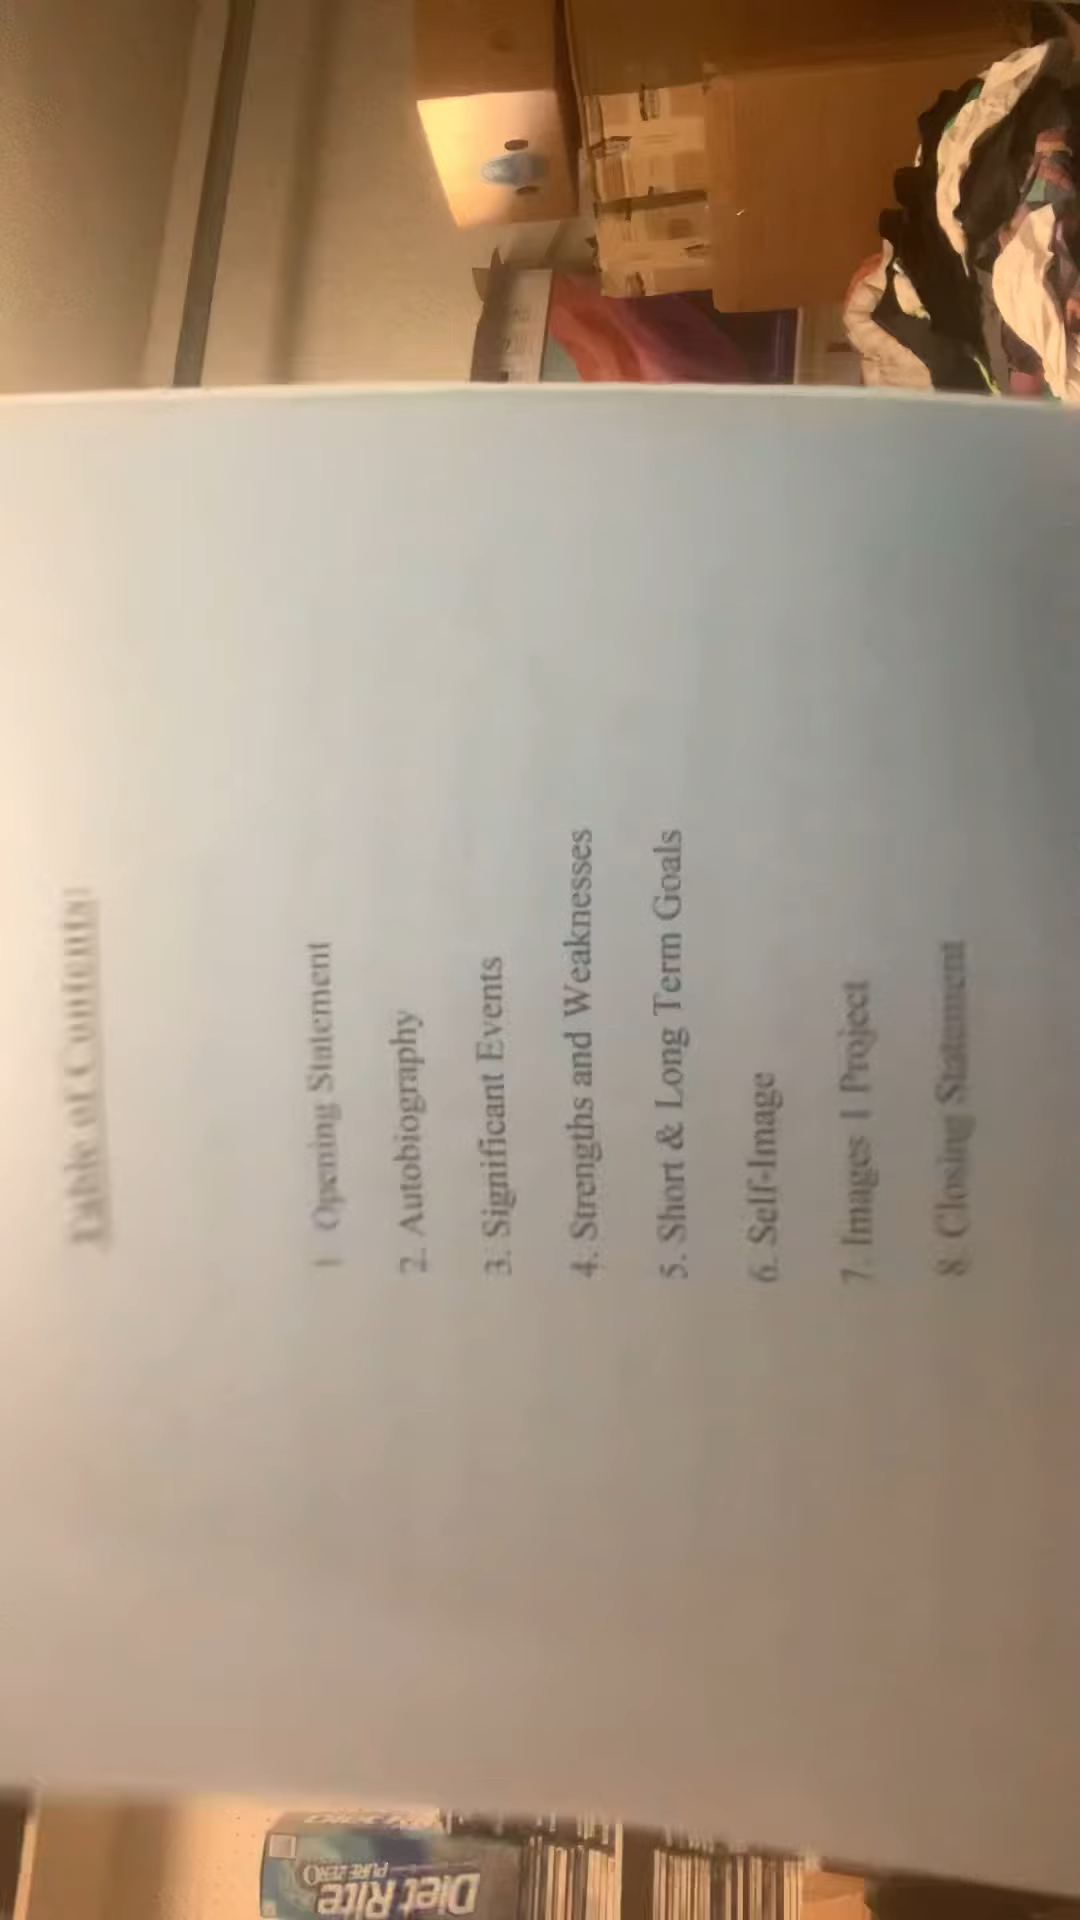 Table of Contents:
1. Opening Statement
2. Autobiography
3. Significant Events
4. Strengths and Weaknesses
5. Short & Long Term Goals
6. Self-Image
7. Images 1 Project
8. Closing Statement
Diet Rite
PURE ZERO